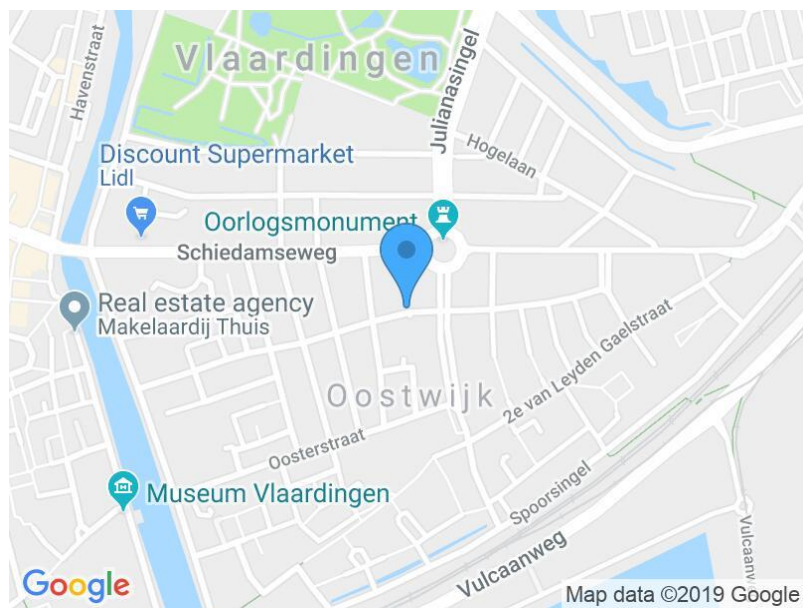 Vlaardingen
Havenstraat
Julianasingel
Hogelaan
Discount Supermarket
Lidl
Oorlogsmonument
Schiedamseweg
Real estate agency
Makelaardij Thuis
2e van Leyden Gaelstraat
Oostwijk
Oosterstraat
Museum Vlaardingen
Spoorsingel
Vulcaanweg
Vulcaanw
Google
Map data ©2019 Google